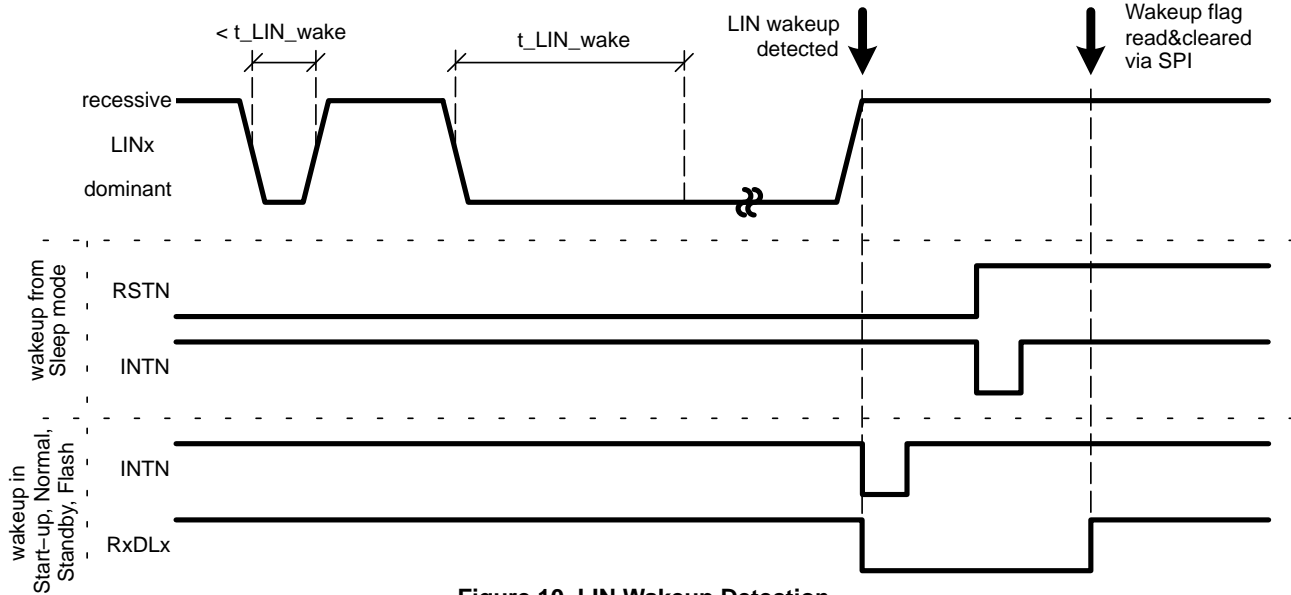 < t_LIN_wake
t_LIN_wake
LIN wakeup
detected
Wakeup flag
read&cleared
via SPI
recessive
LINx
dominant
wakeup from
Sleep mode
RSTN
INTN
wakeup in
Start–up, Normal,
Standby, Flash
INTN
RxDLx
Figure 10. LIN Wakeup Detection